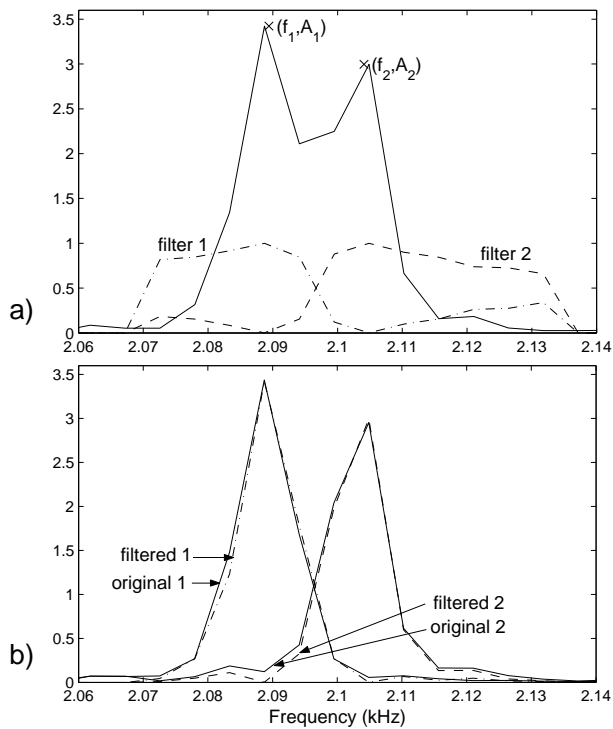 3.5
(f1,A1)
3
(f2,A2)
2.5
2
1.5
1
filter 1
filter 2
0.5
a)
0
2.06 2.07 2.08 2.09 2.1 2.11 2.12 2.13 2.14
3.5
3
2.5
2
1.5
filtered 1
original 1
1
filtered 2
0.5
original 2
b)
0
2.06 2.07 2.08 2.09 2.1 2.11 2.12 2.13 2.14
Frequency (kHz)